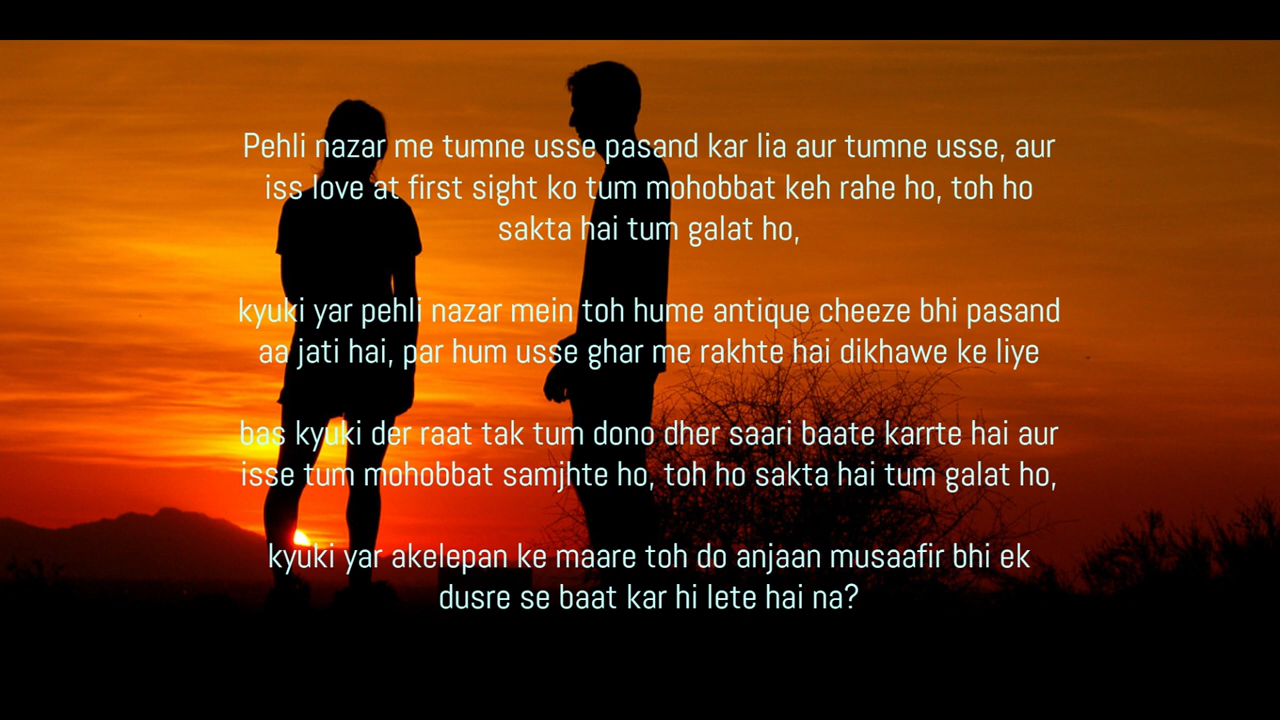 Pehli nazar me tumne usse pasand kar lia aur tumne usse, aur
iss love at first sight ko tum mohobbat keh rahe ho, toh ho
sakta hai tum galat ho,
kyuki yar pehli nazar mein toh hume antique cheeze bhi pasand
aa jati hai, par hum usse ghar me rakhte hai dikhawe ke liye
bas kyuki der raat tak tum dono dher saari baate karrte hai aur
isse tum mohobbat samjhte ho, toh ho sakta hai tum galat ho,
kyuki yar akelepan ke maare toh do anjaan musaafir bhi ek
dusre se baat kar hi lete hai na?